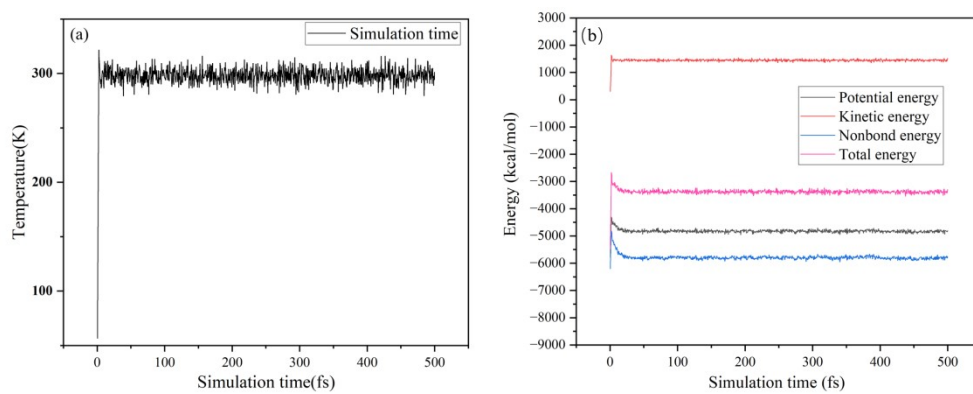 (a)
Simulation time
Temperature(K)
300
200
100
0
100
200
300
400
500
Simulation time(fs)
(b)
Potential energy
Kinetic energy
Nonbond energy
Total energy
Energy (kcal/mol)
3000
2000
1000
0
−1000
−2000
−3000
−4000
−5000
−6000
−7000
−8000
−9000
0
100
200
300
400
500
Simulation time (fs)